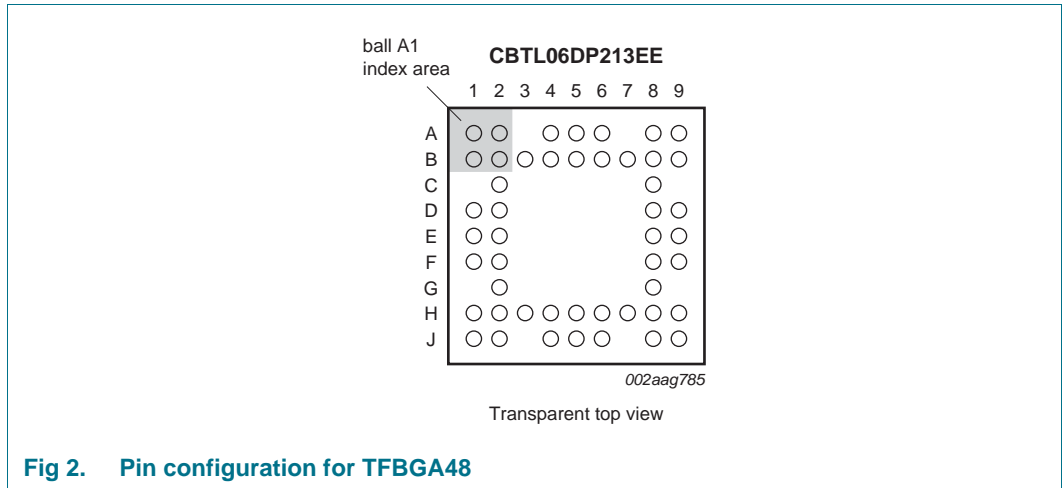 ball A1
index area
CBTL06DP213EE
1 2 3 4 5 6 7 8 9
A
B
C
D
E
F
G
H
J
002aag785
Transparent top view
Fig 2. Pin configuration for TFBGA48